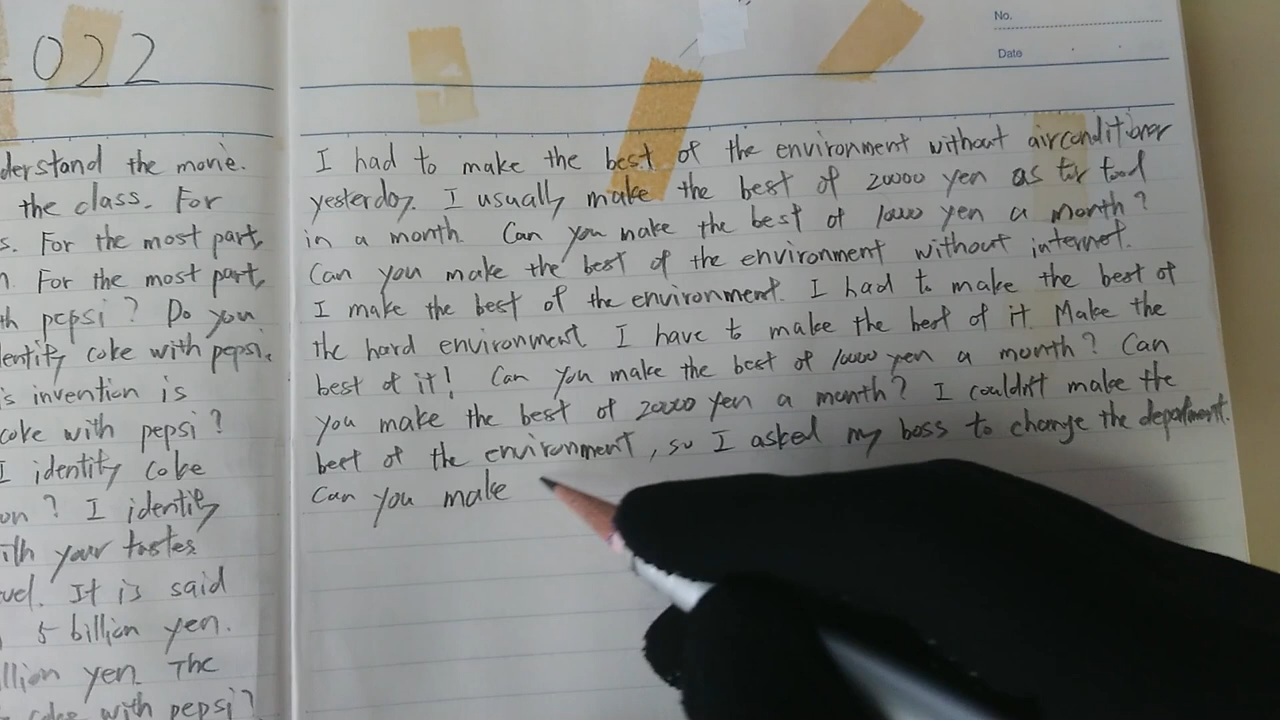 022
derstand the movie.
the class. For
s. For the most part,
For the most part,
pepsi? Do you
coke with pepsi.
s invention is
coke with pepsi?
I identify coke
on? I identify
your tastes
It is said
5 billion yen.
llion yen. The
coke with pepsi?
No.
Date
I had to make the best of the environment without airconditioner
yesterday. I usually make the best of 20000 yen as for food
in a month. Can you make the best of 10000 yen a month?
Can you make the best of the environment without internet.
I make the best of the environment. I had to make the best of
the hard environment. I have to make the best of it. Make the
best of it! Can you make the best of 10000 yen a month? Can
you make the best of 20000 yen a month? I couldn't make the
best of the environment, so I asked my boss to change the department.
Can you make